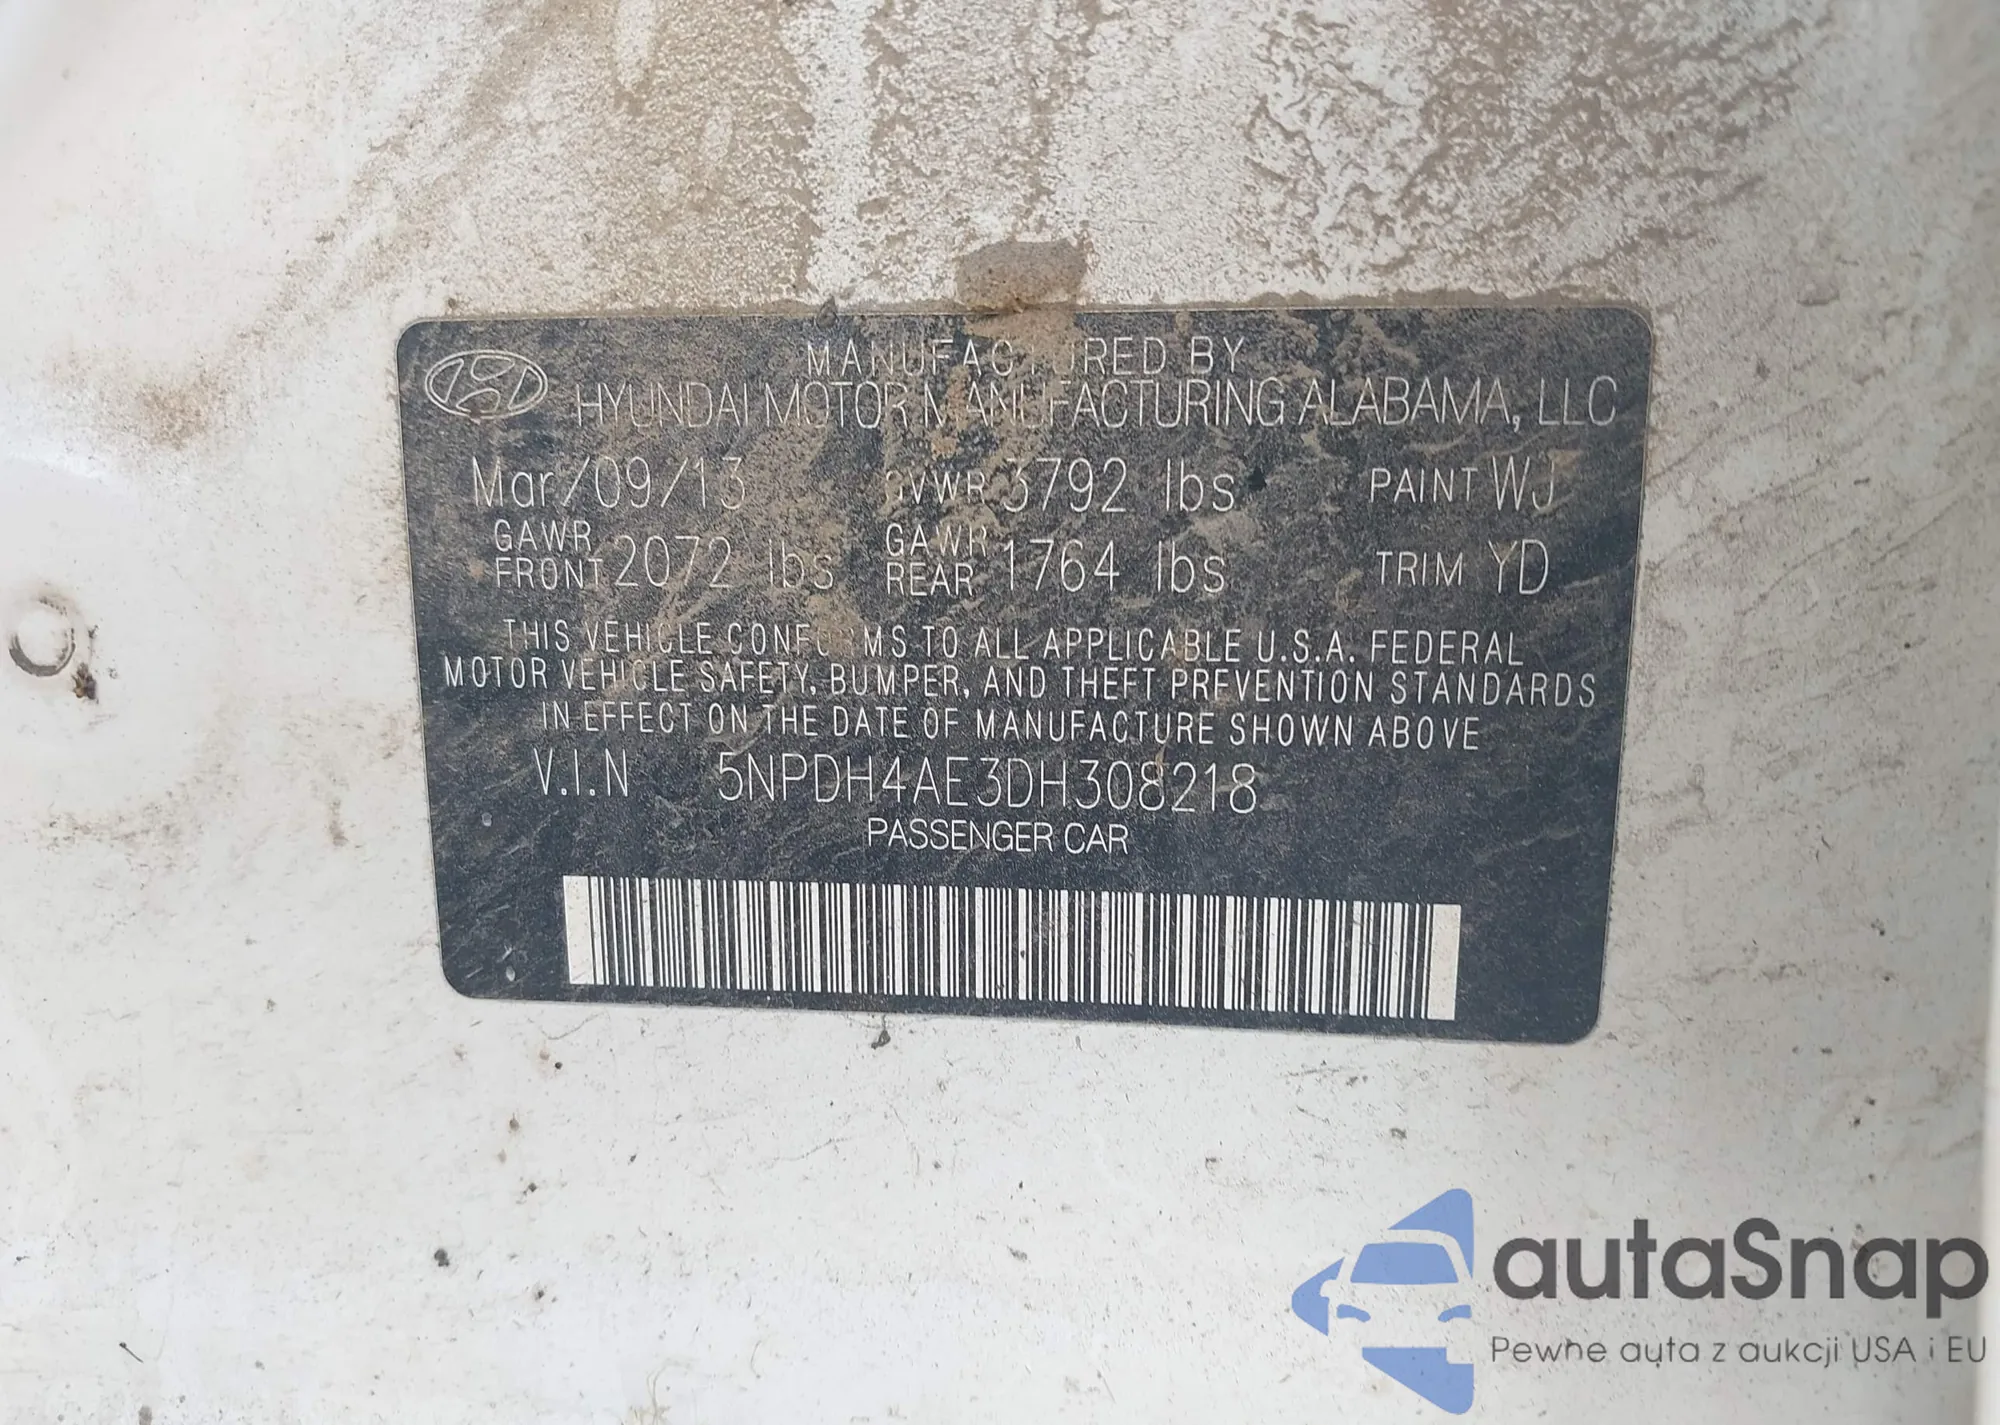 MANUFACTURED BY
HYUNDAI MOTOR MANUFACTURING ALABAMA, LLC
Mar/09/13 GVWR 3792 lbs PAINT WJ
GAWR FRONT 2072 lbs GAWR REAR 1764 lbs TRIM YD
THIS VEHICLE CONFORMS TO ALL APPLICABLE U.S.A. FEDERAL
MOTOR VEHICLE SAFETY, BUMPER, AND THEFT PREVENTION STANDARDS
IN EFFECT ON THE DATE OF MANUFACTURE SHOWN ABOVE
V.I.N 5NPDH4AE3DH308218
PASSENGER CAR
autaSnap
Pewne auta z aukcji USA i EU